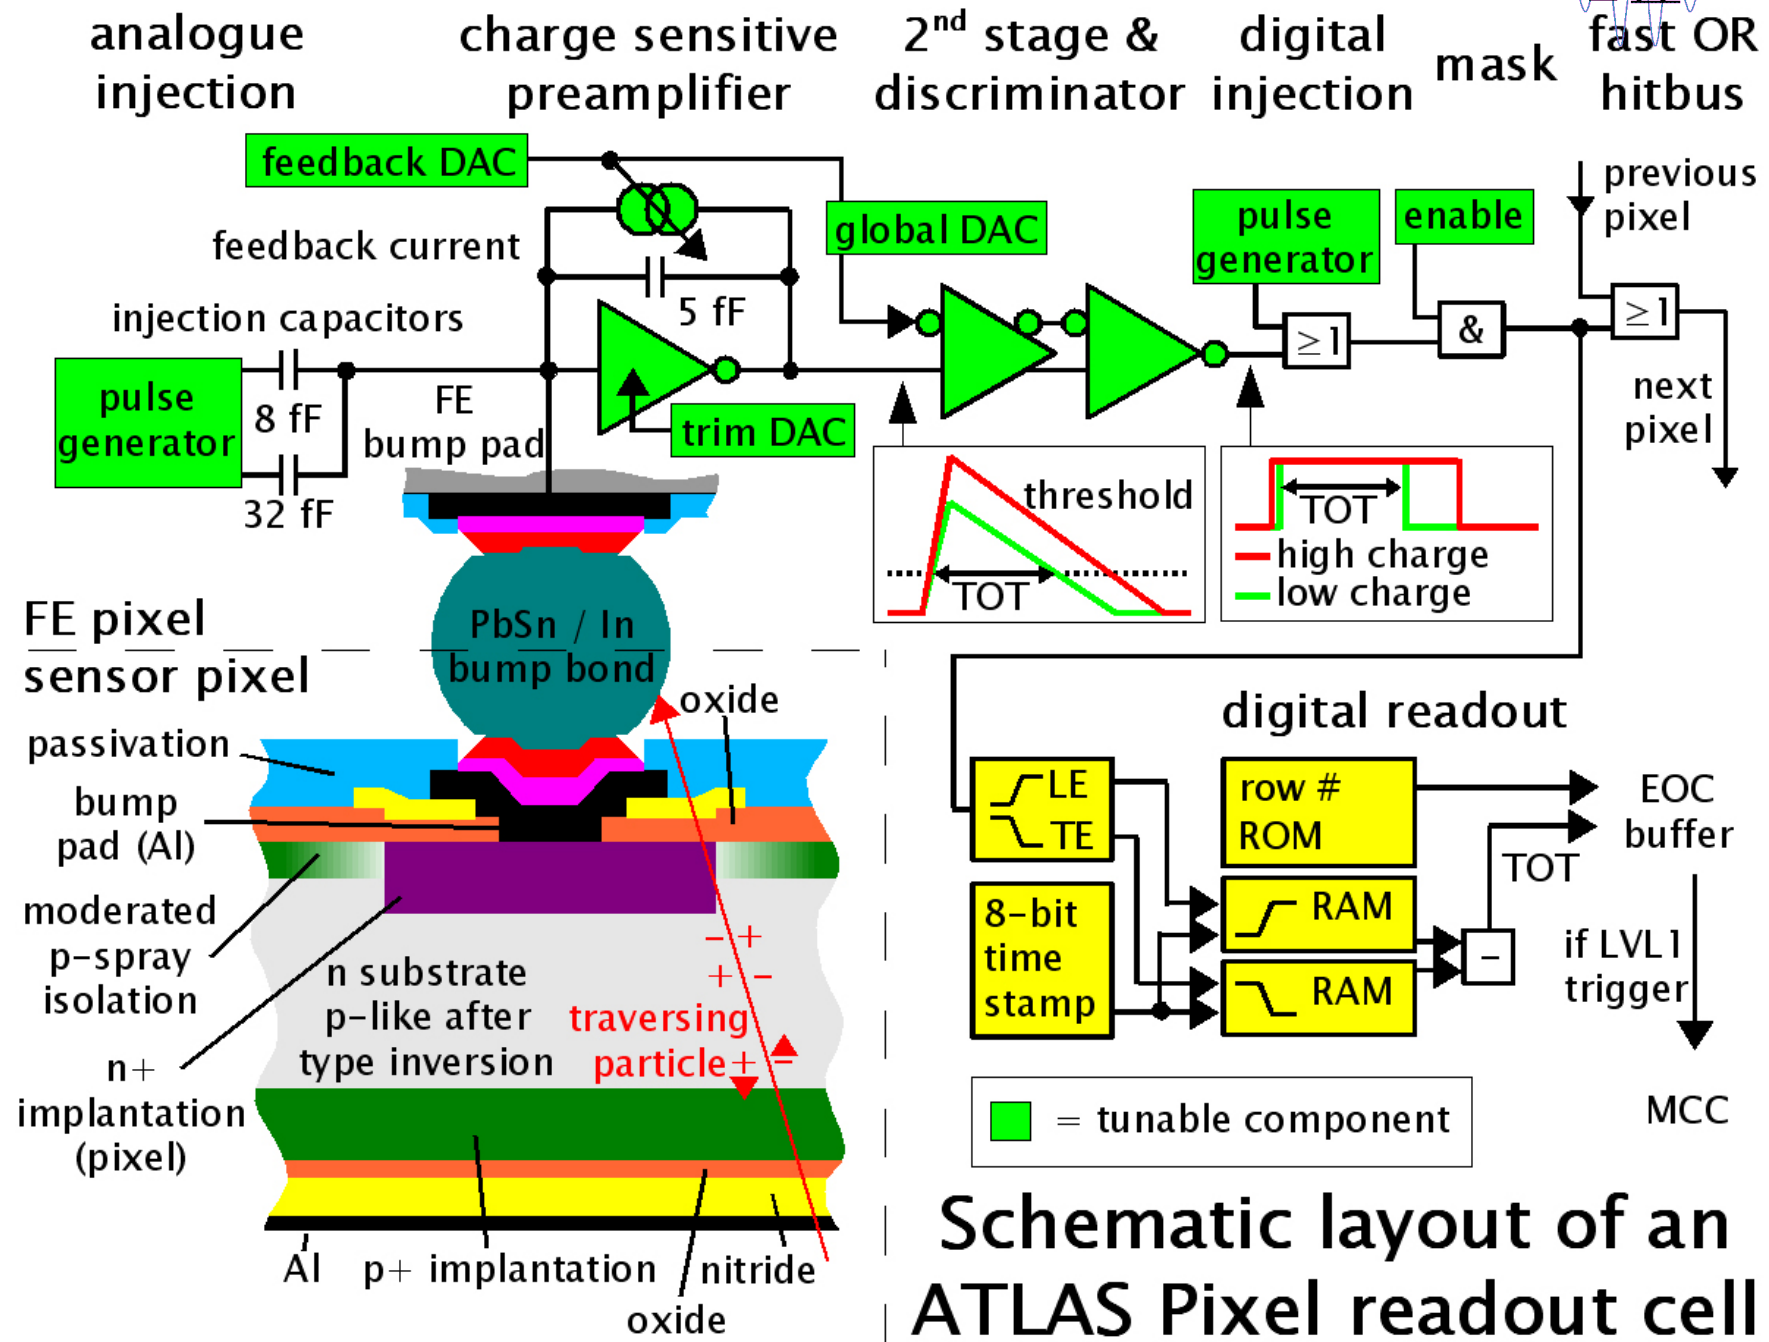 analogue
injection
charge sensitive
preamplifier
2nd stage &
discriminator
digital
injection
mask
fast OR
hitbus
feedback DAC
feedback current
5 fF
injection capacitors
pulse
generator
8 fF
32 fF
FE
bump pad
trim DAC
global DAC
pulse
generator
enable
previous
pixel
≥1
&
≥1
next
pixel
threshold
TOT
TOT
high charge
low charge
FE pixel
sensor pixel
PbSn / In
bump bond
oxide
passivation
bump
pad (Al)
moderated
p-spray
isolation
n+
implantation
(pixel)
n substrate
p-like after
type inversion
- +
+ -
traversing
particle+ -
Al
p+ implantation
oxide
nitride
digital readout
LE
TE
row #
ROM
8-bit
time
stamp
RAM
RAM
-
TOT
EOC
buffer
if LVL1
trigger
MCC
= tunable component
Schematic layout of an
ATLAS Pixel readout cell